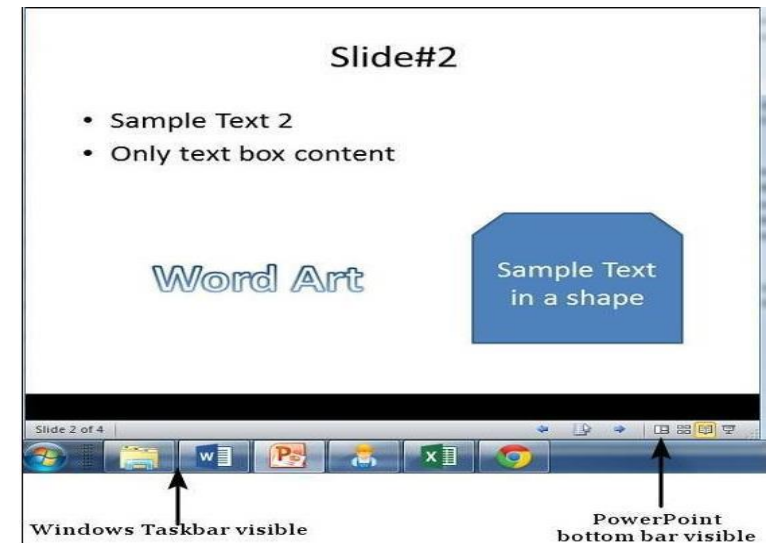 Slide#2
• Sample Text 2
• Only text box content
Word Art
Sample Text
in a shape
Slide 2 of 4
Windows Taskbar visible
PowerPoint
bottom bar visible